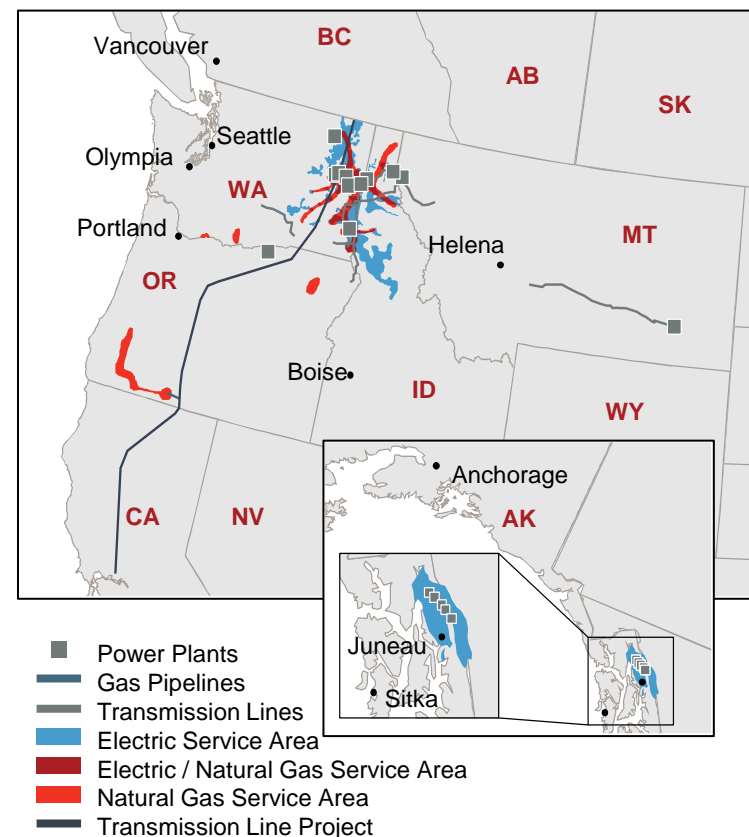 BC
Vancouver
AB
SK
Seattle
Olympia
WA
Portland
Helena
MT
OR
Boise
ID
WY
CA
NV
Anchorage
AK
Juneau
Sitka
Power Plants
Gas Pipelines
Transmission Lines
Electric Service Area
Electric / Natural Gas Service Area
Natural Gas Service Area
Transmission Line Project